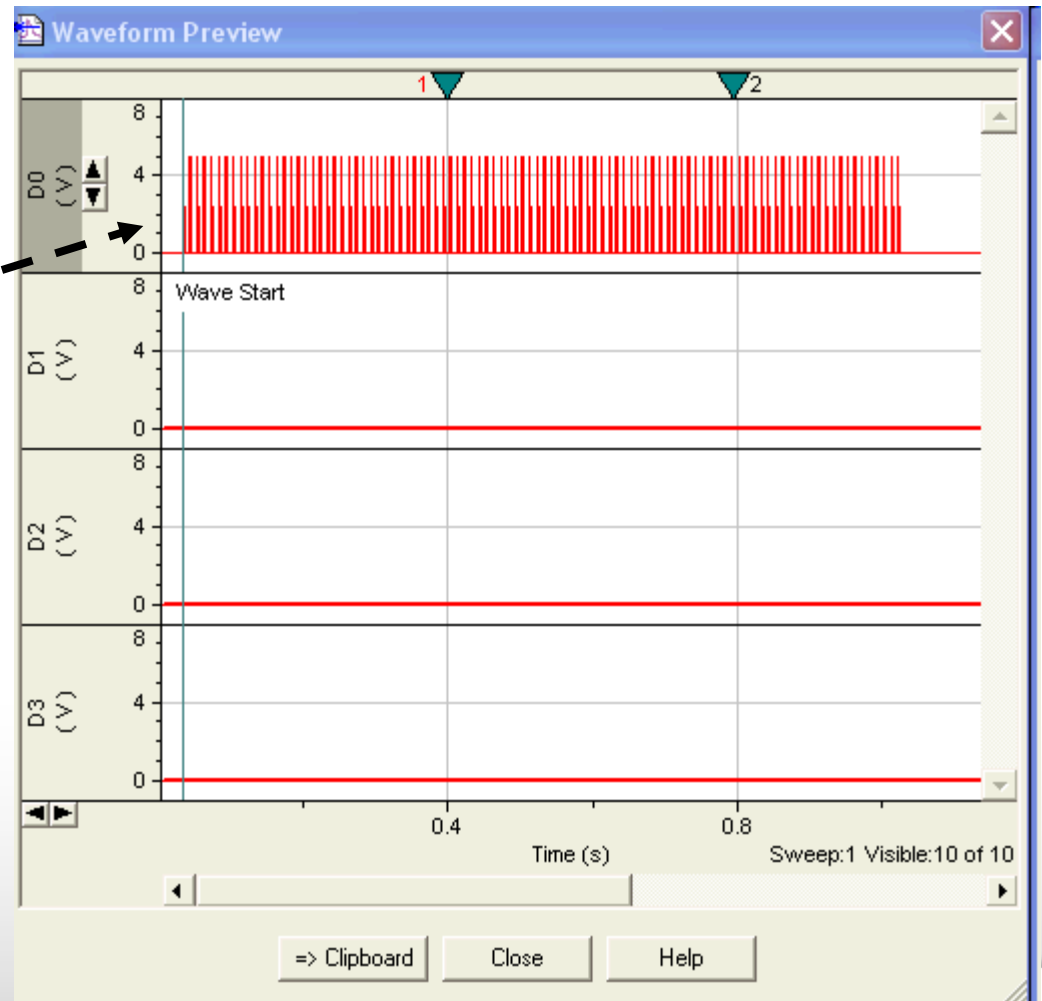 Waveform Preview
1 2
8
4
0
D0
(V)
Wave Start
8
4
0
D1
(V)
8
4
0
D2
(V)
8
4
0
D3
(V)
0.4 0.8
Time (s) Sweep:1 Visible:10 of 10
=> Clipboard Close Help